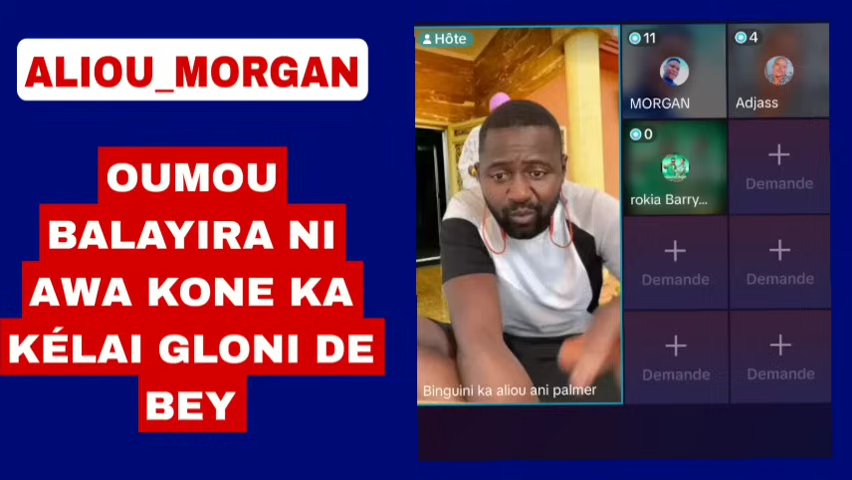 ALIOU_MORGAN
OUMOU
BALAYIRA NI
AWA KONE KA
KÉLAI GLONI DE
BEY
Hôte
Binguini ka aliou ani palmer
11
MORGAN
4
Adjass
0
rokia Barry...
Demande
Demande
Demande
Demande
Demande